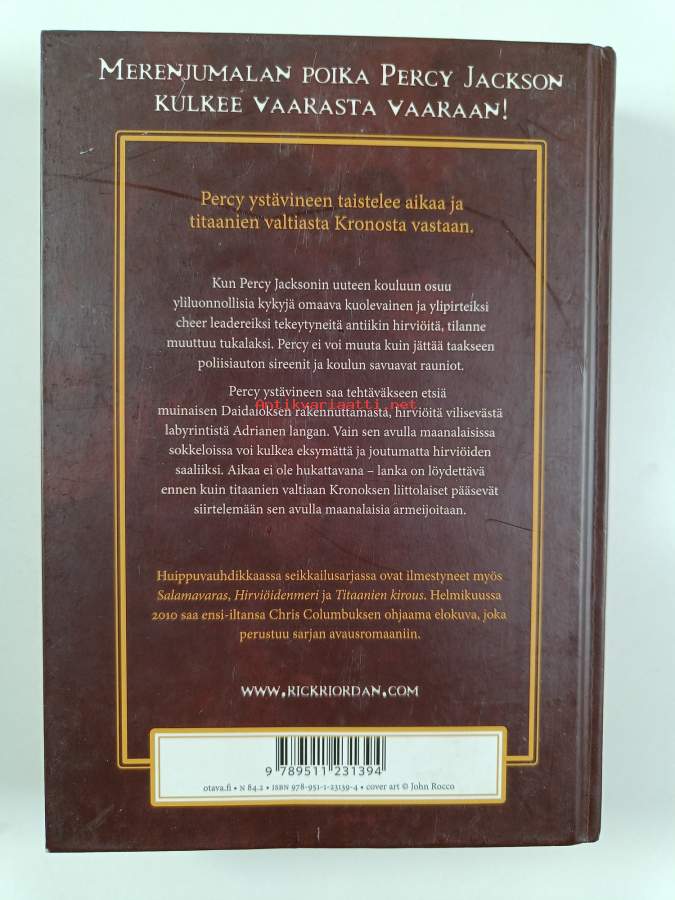 MERENJUMALAN POIKA PERCY JACKSON
KULKEE VAARASTA VAARAAN!
Percy ystävineen taistelee aikaa ja
titaanien valtiasta Kronosta vastaan.
Kun Percy Jacksonin uuteen kouluun osuu
yliluonnollisia kykyjä omaava kuolevainen ja ylipirteiksi
cheer leadereiksi tekeytyneitä antiikin hirviöitä, tilanne
muuttuu tukalaksi. Percy ei voi muuta kuin jättää taakseen
poliisiauton sireenit ja koulun savuavat rauniot.
Percy ystävineen saa tehtäväkseen etsiä
muinaisen Daidaloksen rakennuttamasta, hirviöitä vilisevästä
Antikvariaatti.net
labyrintistä Adrianen langan. Vain sen avulla maanalaisissa
sokkeloissa voi kulkea eksymättä ja joutumatta hirviöiden
saaliiksi. Aikaa ei ole hukattavana – lanka on löydettävä
ennen kuin titaanien valtiaan Kronoksen liittolaiset pääsevät
siirtelemään sen avulla maanalaisia armeijoitaan.
Huippuvauhdikkaassa seikkailusarjassa ovat ilmestyneet myös
Salamavaras, Hirviöidenmeri ja Titaanien kirous. Helmikuussa
2010 saa ensi-iltansa Chris Columbuksen ohjaama elokuva, joka
perustuu sarjan avausromaaniin.
WWW.RICKRIORDAN.COM
9 789511 231394
otava.fi • N 84.2 • ISBN 978-951-1-23139-4 • cover art © John Rocco